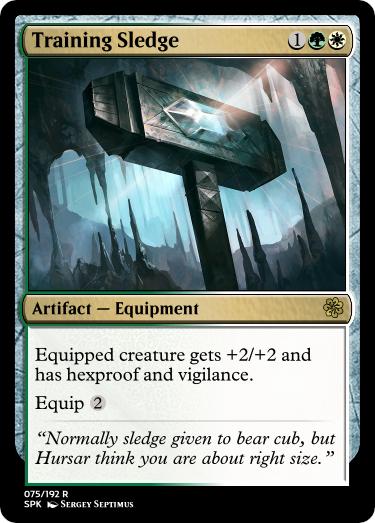 Training Sledge 1
Artifact — Equipment
Equipped creature gets +2/+2 and
has hexproof and vigilance.
Equip 2
“Normally sledge given to bear cub, but
Hursar think you are about right size.”
075/192 R
SPK Sergey Septimus